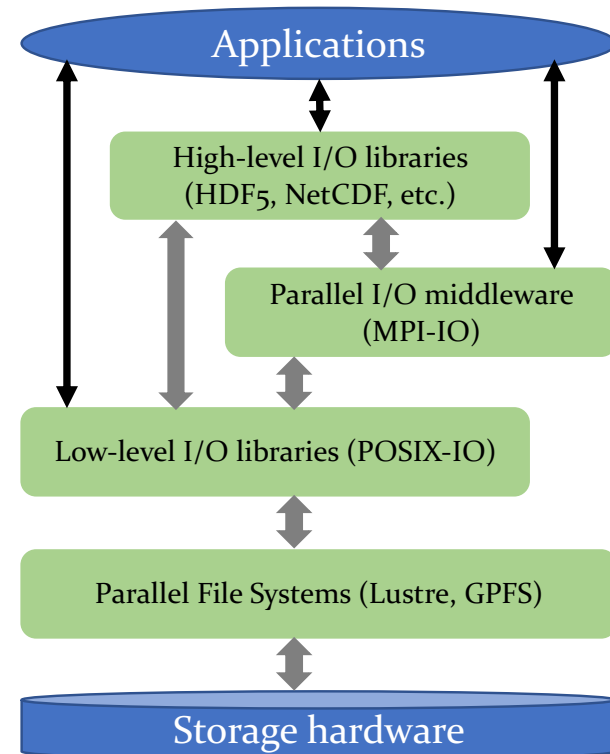 Applications
High-level I/O libraries
(HDF5, NetCDF, etc.)
Parallel I/O middleware
(MPI-IO)
Low-level I/O libraries (POSIX-IO)
Parallel File Systems (Lustre, GPFS)
Storage hardware